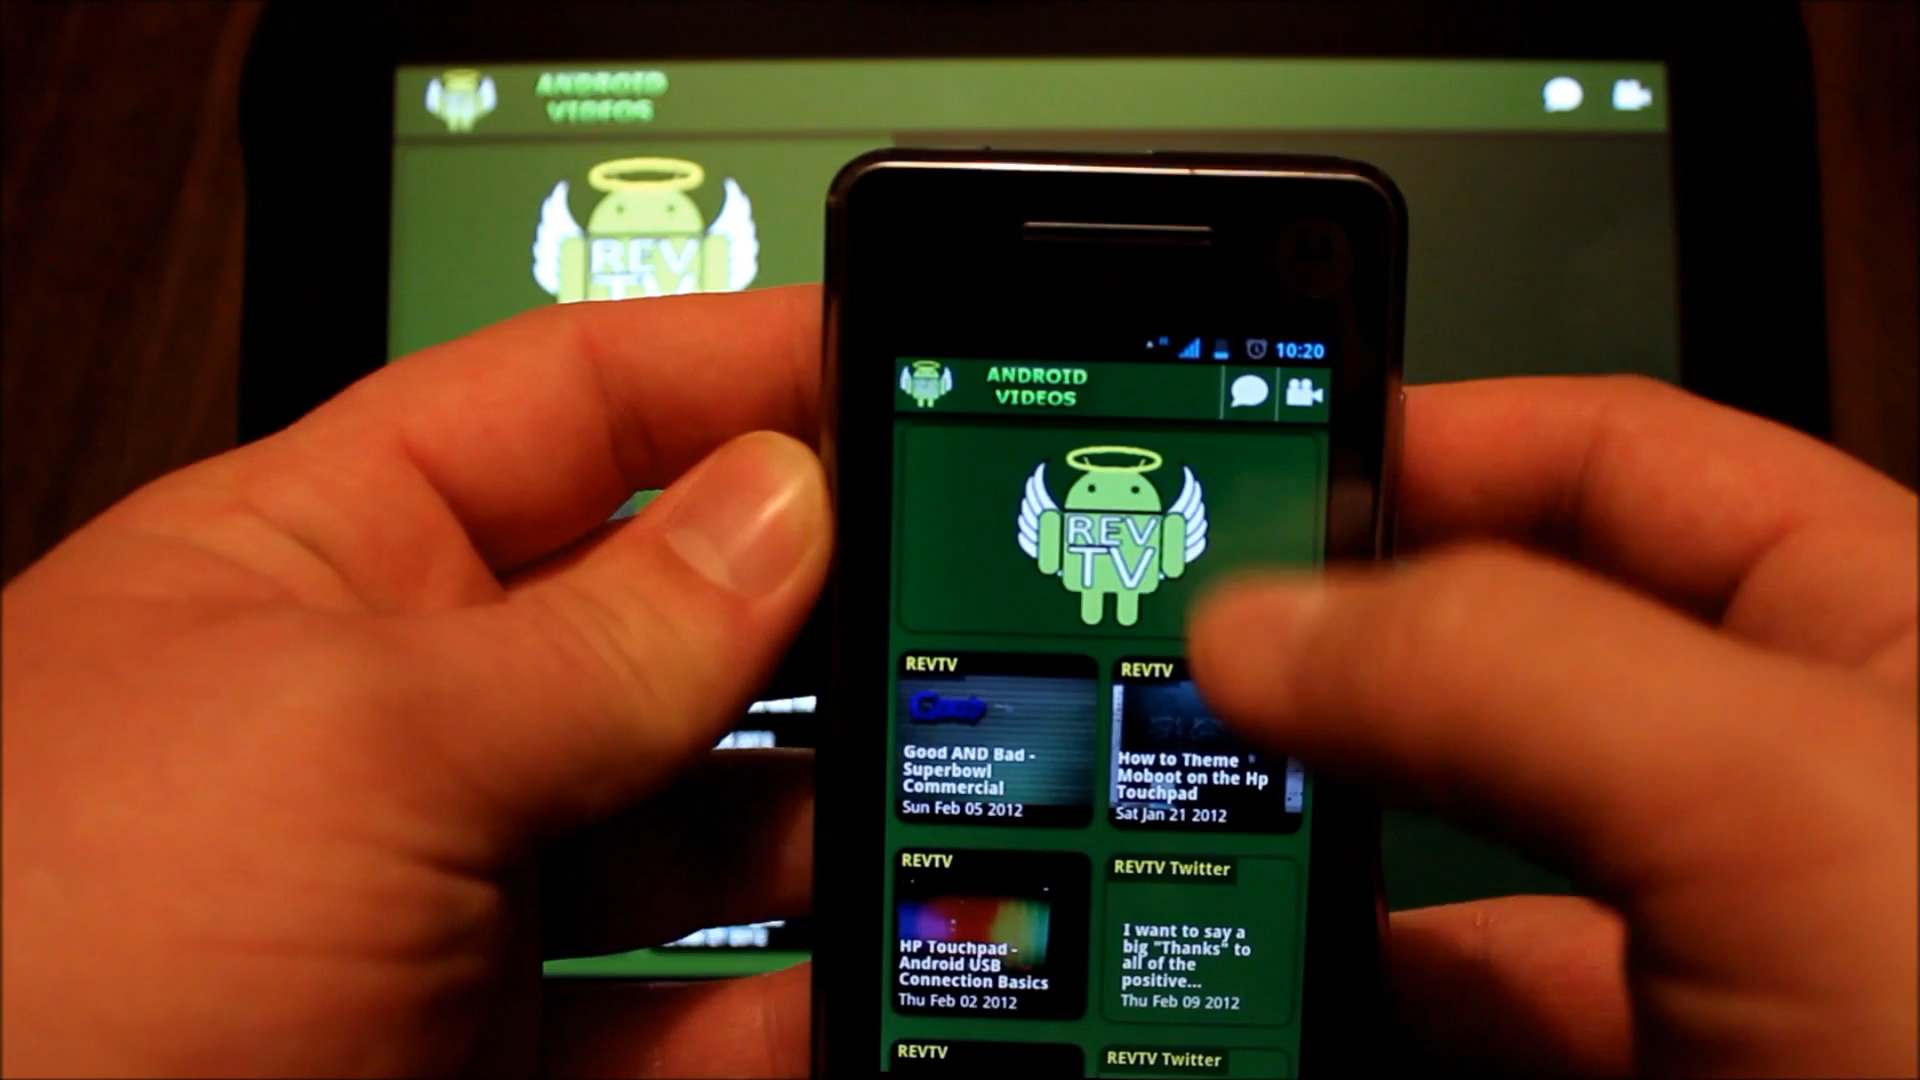 ANDROID
VIDEOS
REV
TV
10:20
ANDROID
VIDEOS
REV
TV
REVTV
Good AND Bad -
Superbowl
Commercial
Sun Feb 05 2012
REVTV
How to Theme
Moboot on the Hp
Touchpad
Sat Jan 21 2012
REVTV
HP Touchpad -
Android USB
Connection Basics
Thu Feb 02 2012
REVTV Twitter
I want to say a
big "Thanks" to
all of the
positive...
Thu Feb 09 2012
REVTV
REVTV Twitter